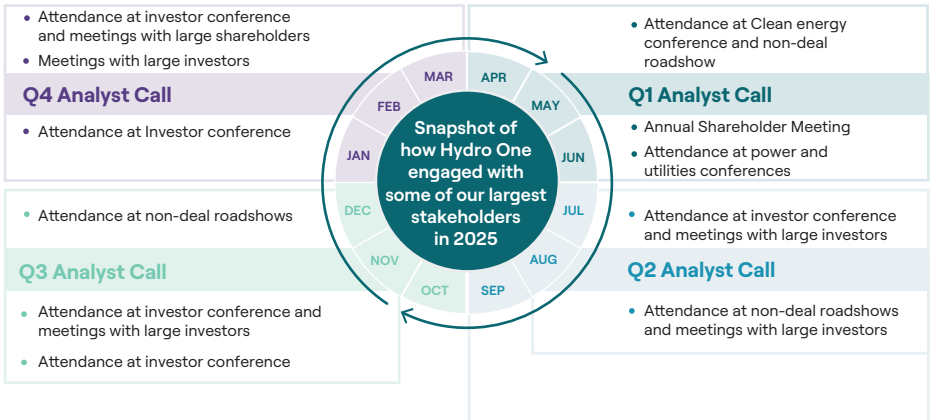 Attendance at investor conference
and meetings with large shareholders
Meetings with large investors
Q4 Analyst Call
Attendance at Investor conference
Attendance at Clean energy
conference and non-deal
roadshow
Q1 Analyst Call
Annual Shareholder Meeting
Attendance at power and
utilities conferences
MAR
APR
FEB
MAY
JAN
JUN
DEC
JUL
NOV
AUG
OCT
SEP
Snapshot of
how Hydro One
engaged with
some of our largest
stakeholders
in 2025
Attendance at non-deal roadshows
Q3 Analyst Call
Attendance at investor conference and
meetings with large investors
Attendance at investor conference
Attendance at investor conference
and meetings with large investors
Q2 Analyst Call
Attendance at non-deal roadshows
and meetings with large investors